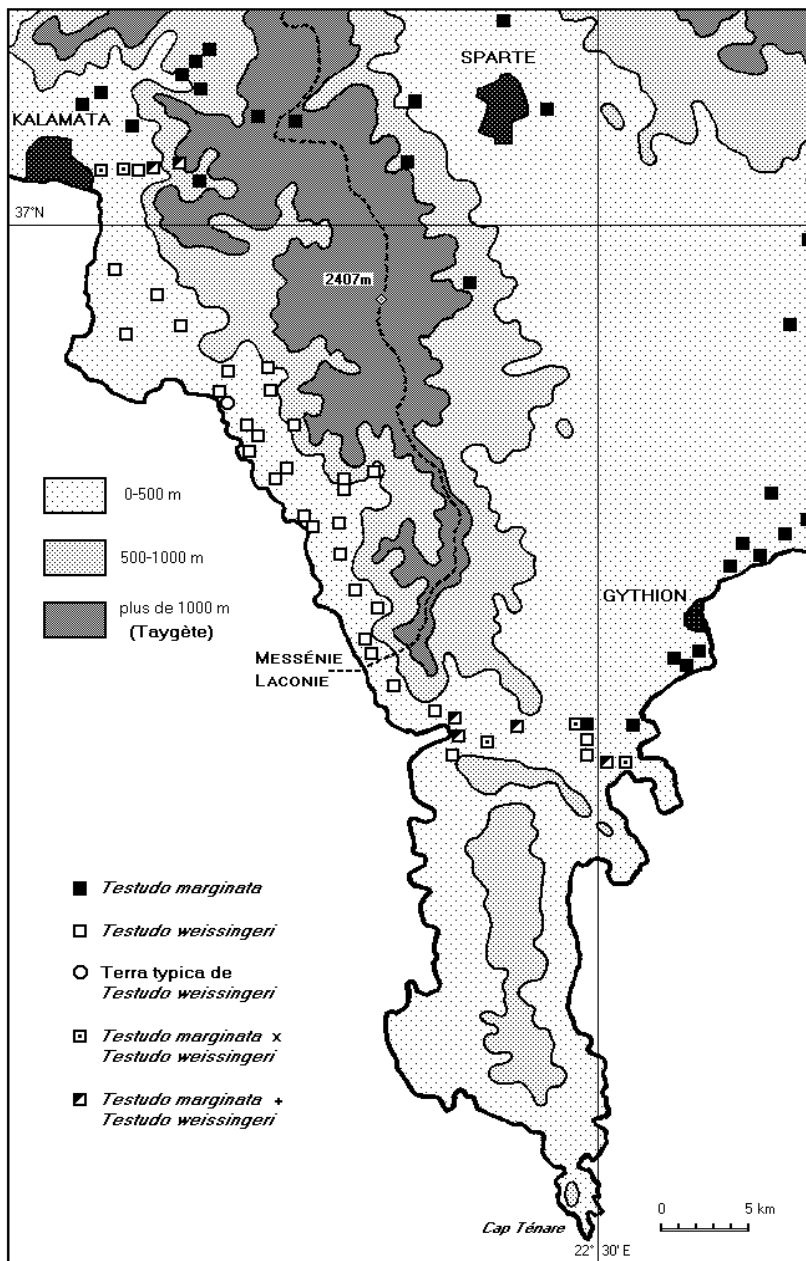 SPARTE
KALAMATA
37°N
2407m
0-500 m
500-1000 m
plus de 1000 m
(Taygète)
GYTHION
MESSÉNIE
LACONIE
Testudo marginata
Testudo weissingeri
Terra typica de
Testudo weissingeri
Testudo marginata x
Testudo weissingeri
Testudo marginata +
Testudo weissingeri
0 5 km
Cap Ténare
22° 30' E